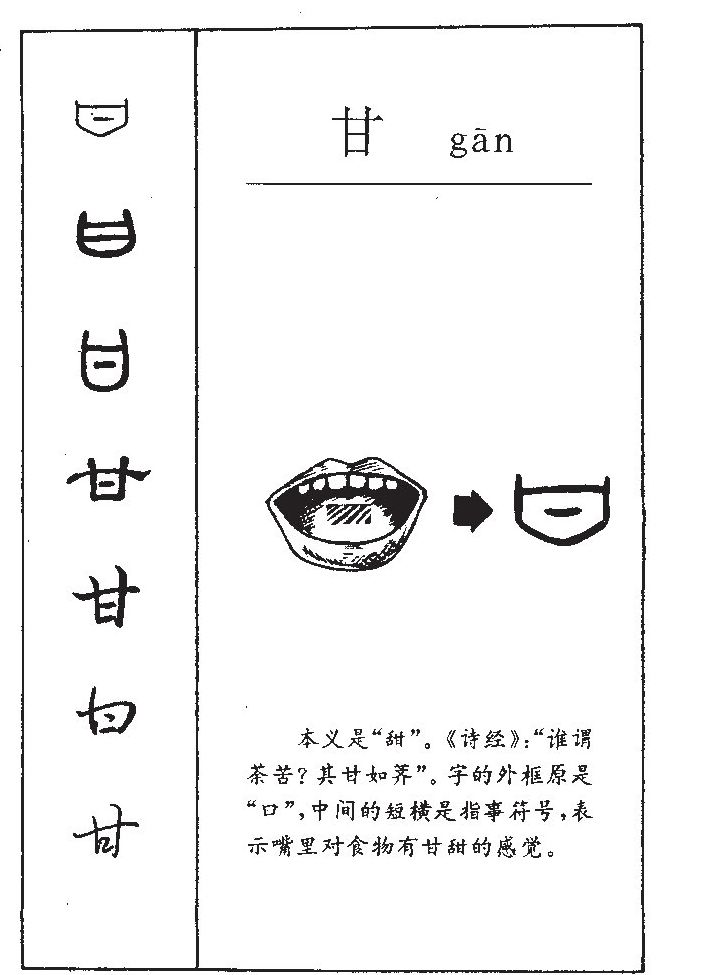 甘 gān
本义是“甜”。《诗经》：“谁谓
荼苦？其甘如荠”。字的外框原是
“口”，中间的短横是指事符号，表
示嘴里对食物有甘甜的感觉。